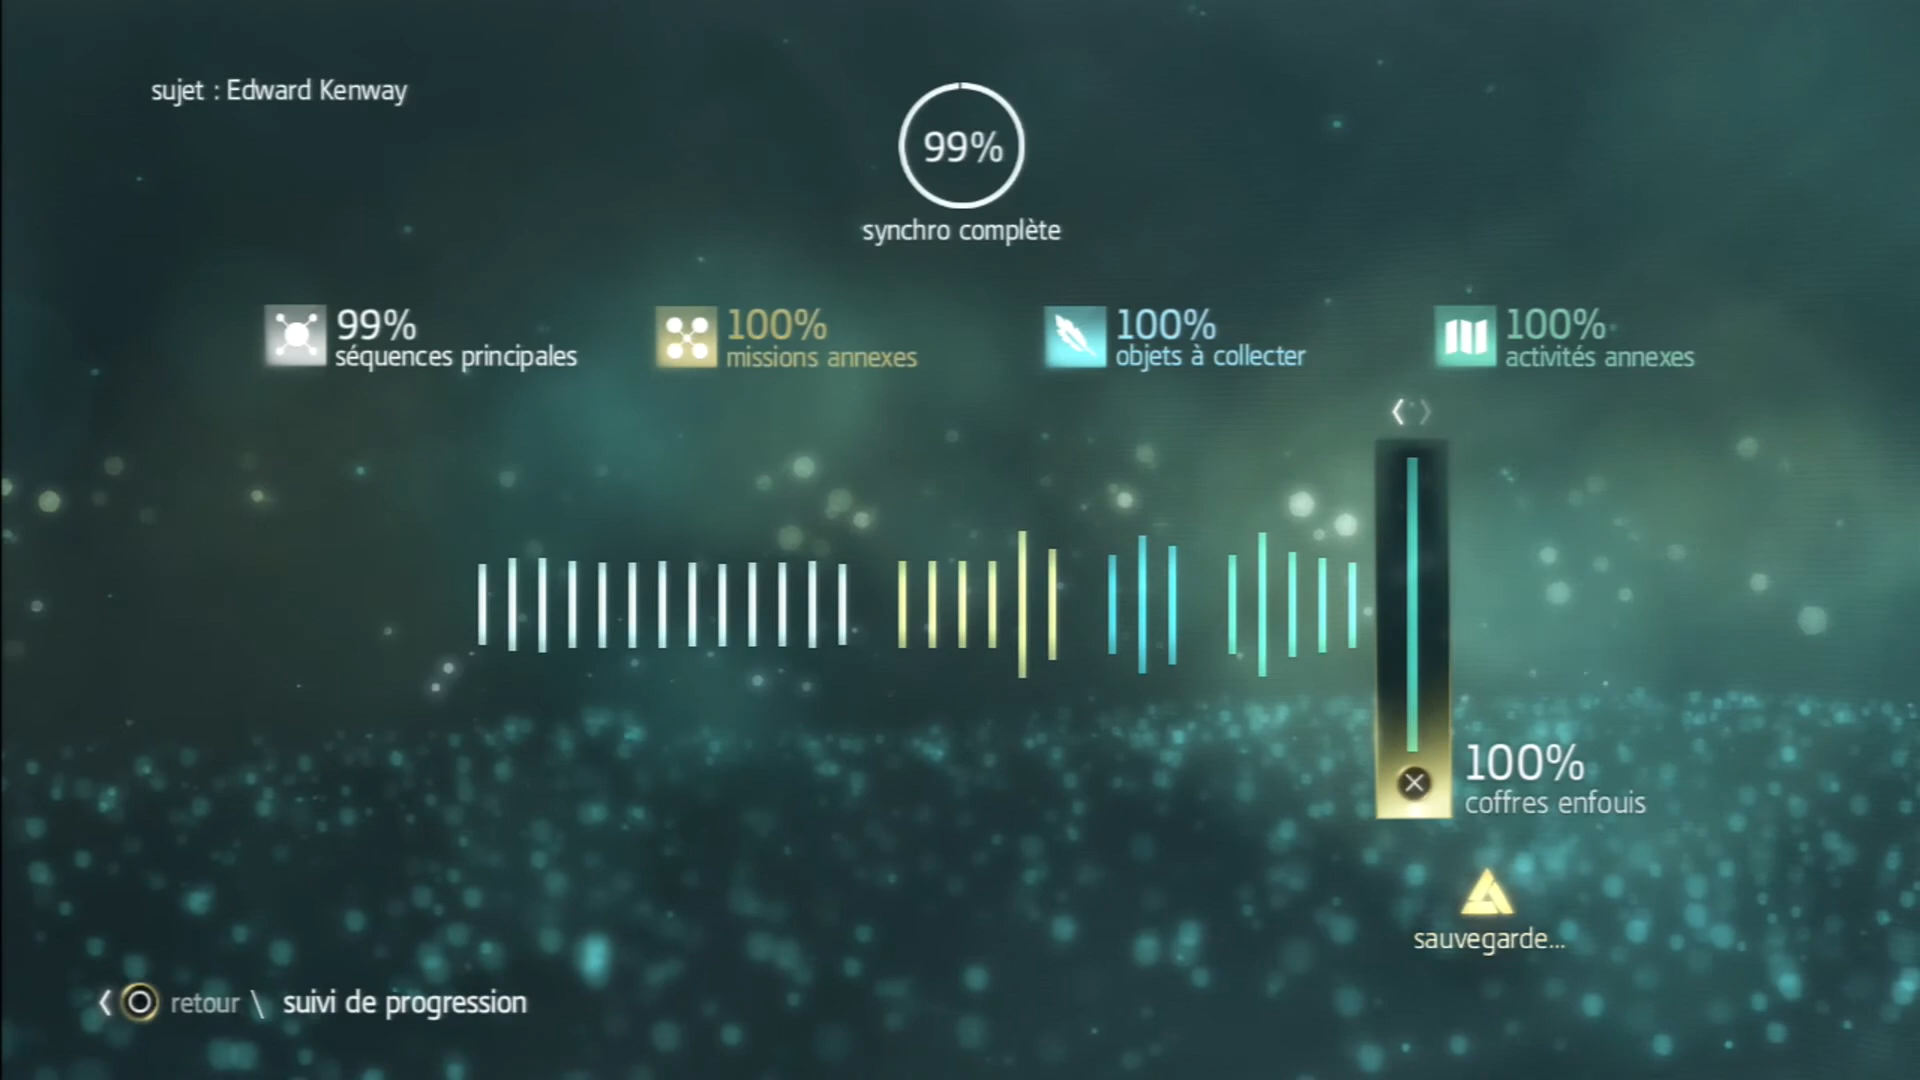 sujet : Edward Kenway
99%
synchro complète
99%
séquences principales
100%
missions annexes
100%
objets à collecter
100%
activités annexes
100%
coffres enfouis
sauvegarde...
retour \ suivi de progression